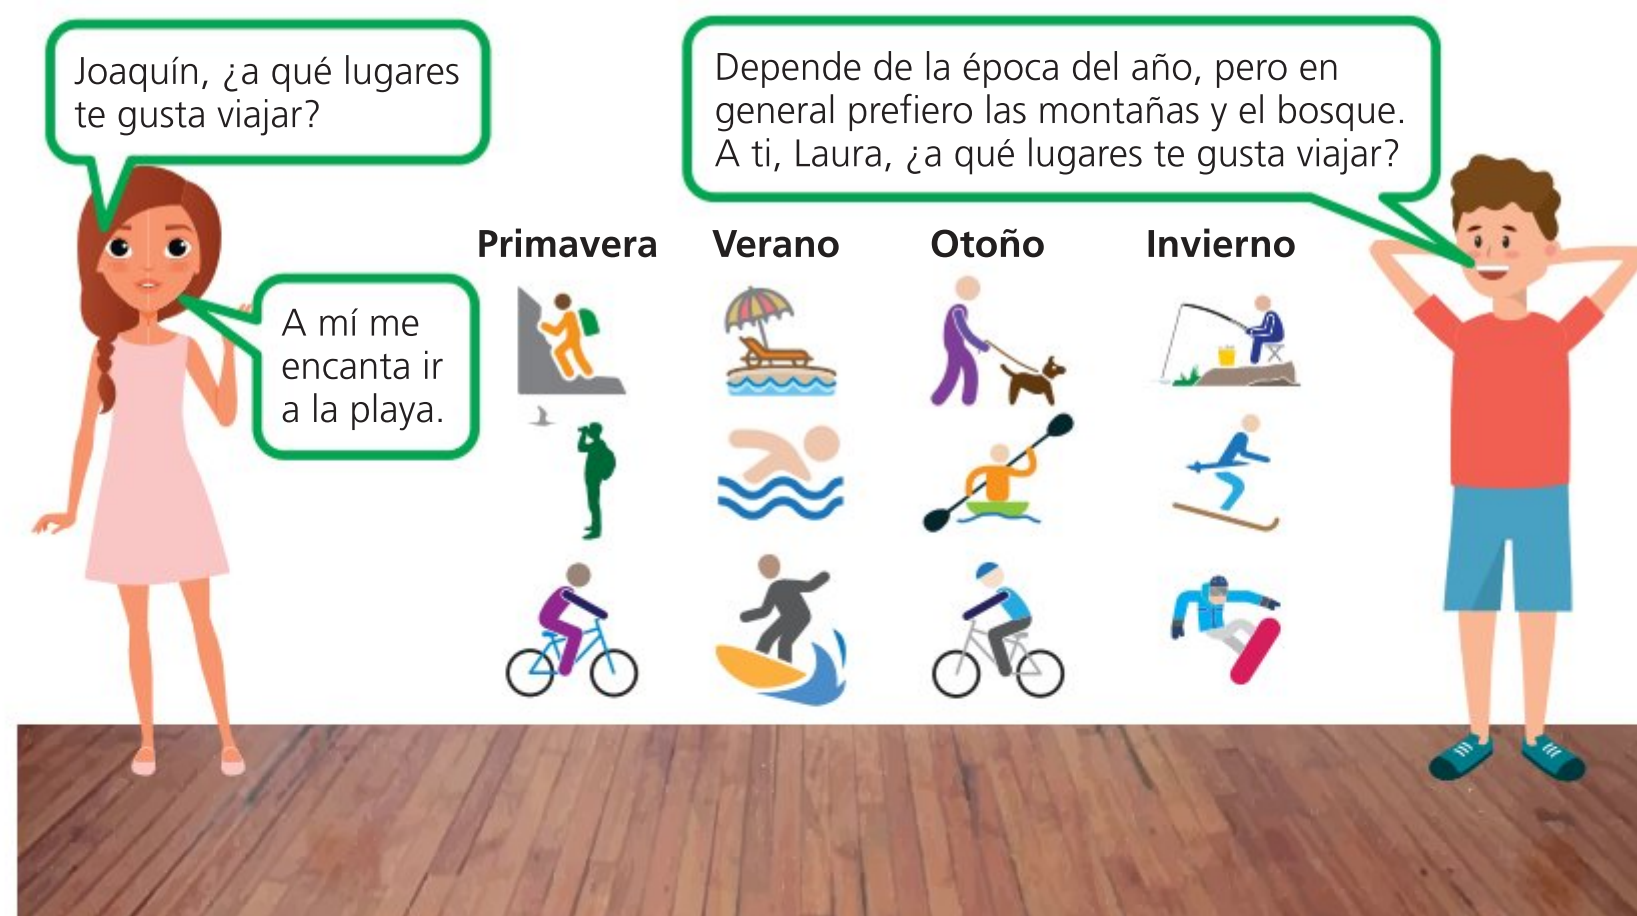 Joaquín, ¿a qué lugares
te gusta viajar?
Depende de la época del año, pero en
general prefiero las montañas y el bosque.
A ti, Laura, ¿a qué lugares te gusta viajar?
A mí me
encanta ir
a la playa.
Primavera Verano Otoño Invierno